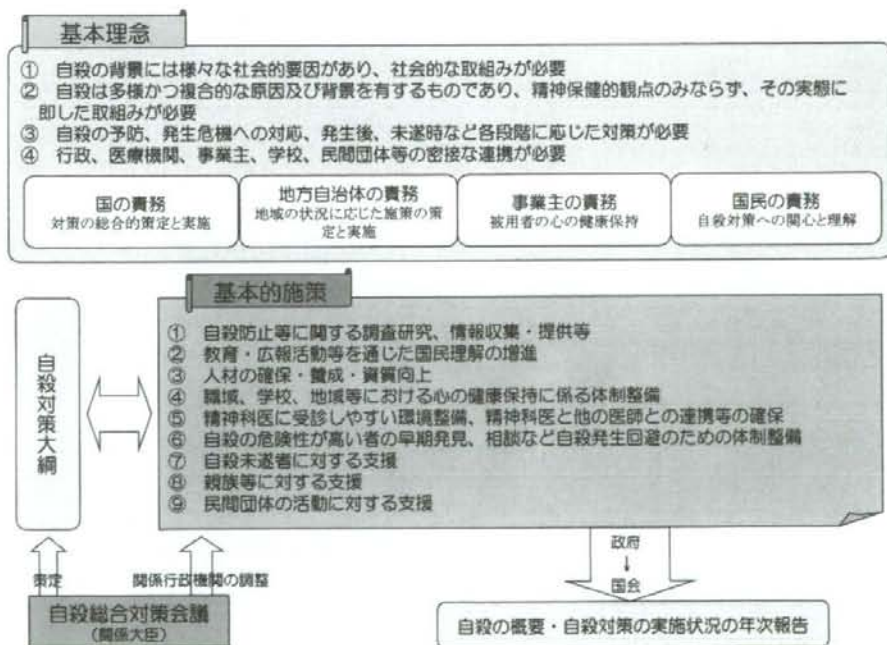 基本理念
① 自殺の背景には様々な社会的要因があり、社会的な取組みが必要
② 自殺は多様かつ複合的な原因及び背景を有するものであり、精神保健的観点のみならず、その実態に
即した取組みが必要
③ 自殺の予防、発生危機への対応、発生後、未遂時など各段階に応じた対策が必要
④ 行政、医療機関、事業主、学校、民間団体等の密接な連携が必要
国の責務
対策の総合的策定と実施
地方自治体の責務
地域の状況に応じた施策の策
定と実施
事業主の責務
被用者の心の健康保持
国民の責務
自殺対策への関心と理解
基本的施策
① 自殺防止等に関する調査研究、情報収集・提供等
② 教育・広報活動等を通じた国民理解の増進
③ 人材の確保・養成・資質向上
④ 職域、学校、地域等における心の健康保持に係る体制整備
⑤ 精神科医に受診しやすい環境整備、精神科医と他の医師との連携等の確保
⑥ 自殺の危険性が高い者の早期発見、相談など自殺発生回避のための体制整備
⑦ 自殺未遂者に対する支援
⑧ 親族等に対する支援
⑨ 民間団体の活動に対する支援
自殺対策大綱
策定
関係行政機関の調整
自殺総合対策会議
(関係大臣)
政府
↓
国会
自殺の概要・自殺対策の実施状況の年次報告